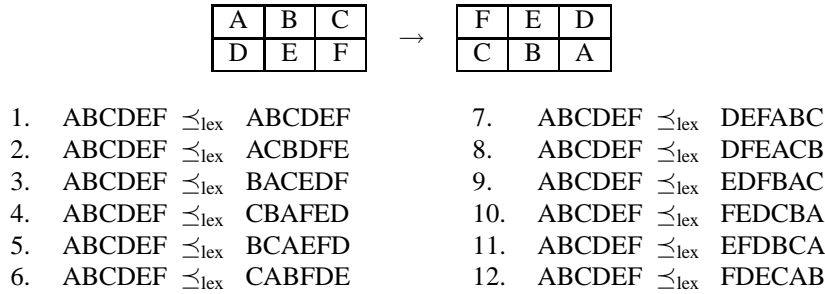 A B C → F E D
D E F C B A
1. ABCDEF ⪯lex ABCDEF
2. ABCDEF ⪯lex ACBDFE
3. ABCDEF ⪯lex BACEDF
4. ABCDEF ⪯lex CBAFED
5. ABCDEF ⪯lex BCAEFD
6. ABCDEF ⪯lex CABFDE
7. ABCDEF ⪯lex DEFABC
8. ABCDEF ⪯lex DFEACB
9. ABCDEF ⪯lex EDFBAC
10. ABCDEF ⪯lex FEDCBA
11. ABCDEF ⪯lex EFDBCA
12. ABCDEF ⪯lex FDECAB